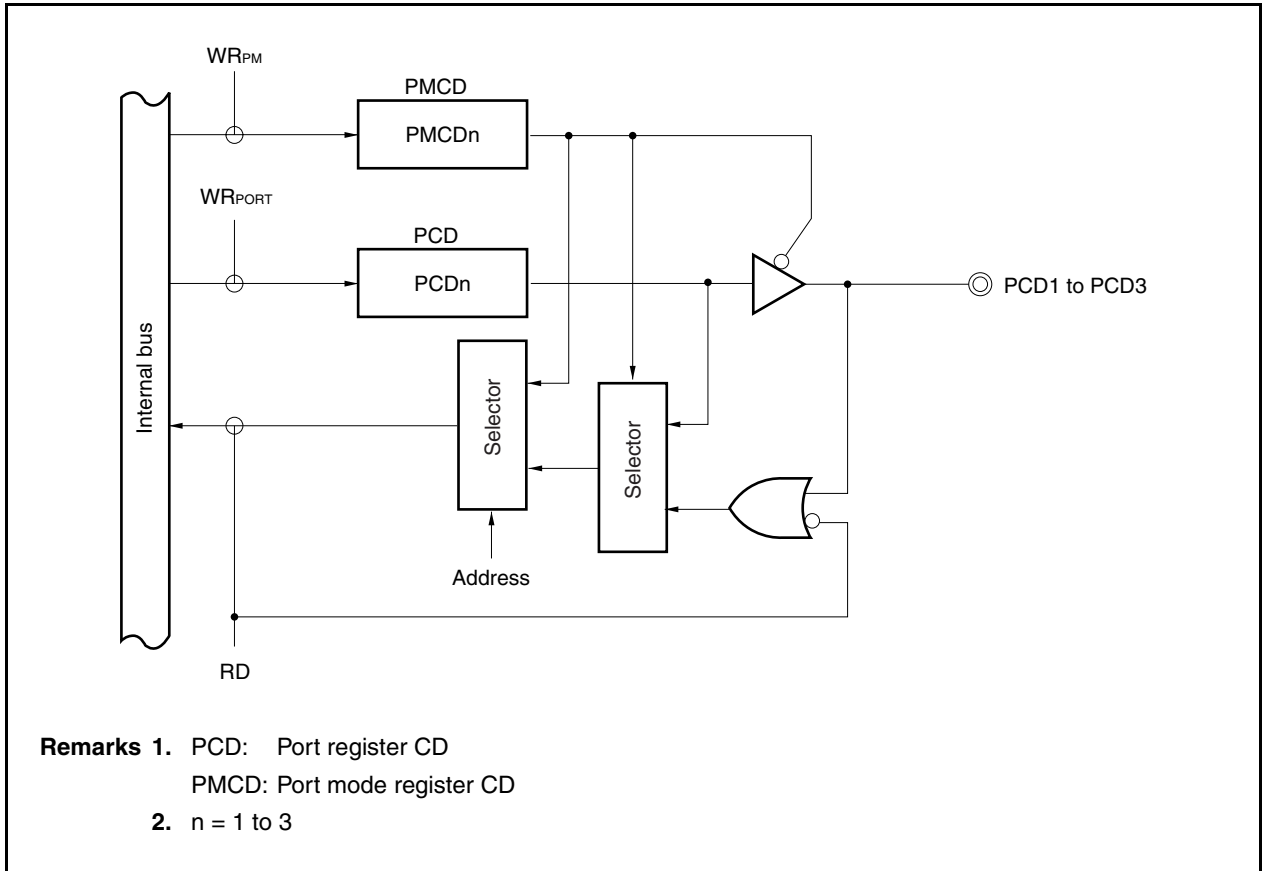 WRPM
PMCD
PMCDn
WRPORT
PCD
PCDn
PCD1 to PCD3
Internal bus
Selector
Selector
Address
RD
Remarks 1. PCD: Port register CD
PMCD: Port mode register CD
2. n = 1 to 3